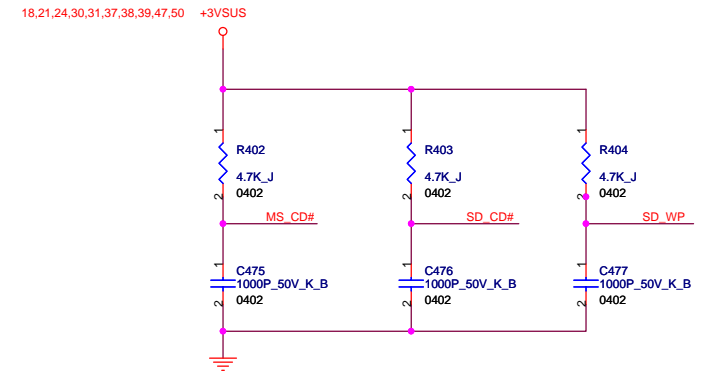 18,21,24,30,31,37,38,39,47,50 +3VSUS
1 1 1
R402 R403 R404
4.7K_J 4.7K_J 4.7K_J
2 0402 2 0402 2 0402
MS_CD# SD_CD# SD_WP
1 C475 1 C476 1 C477
1000P_50V_K_B 1000P_50V_K_B 1000P_50V_K_B
2 0402 2 0402 2 0402